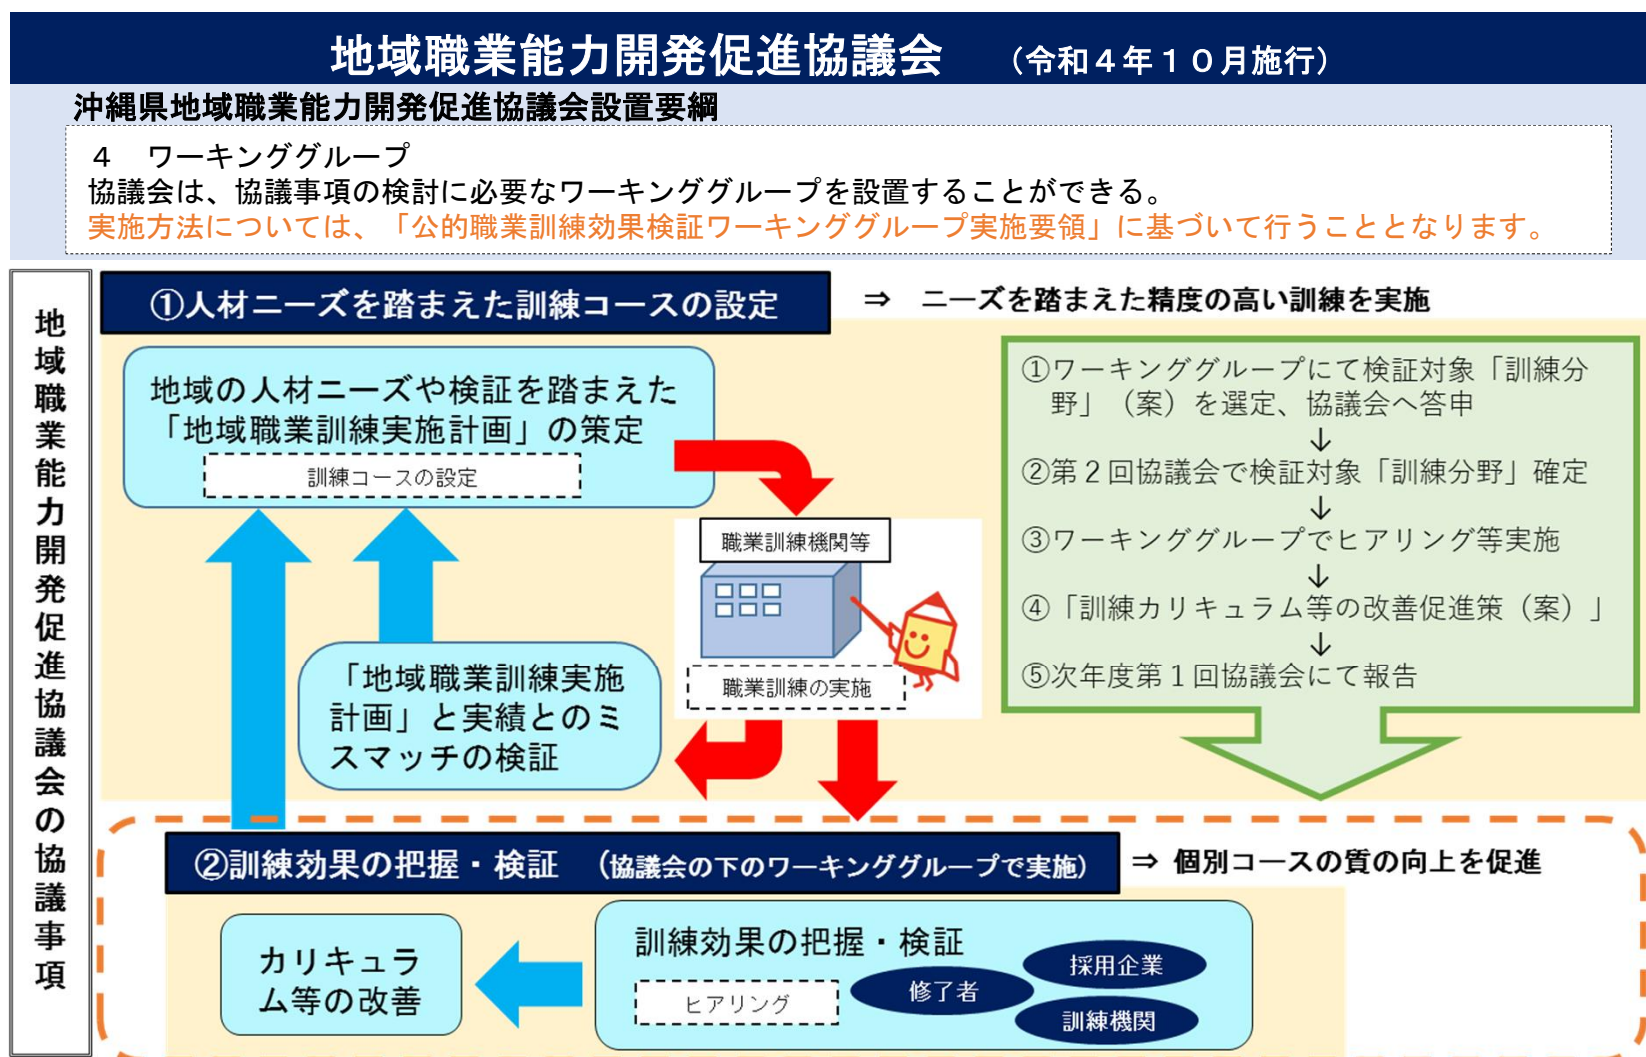 地域職業能力開発促進協議会　（令和４年１０月施行）
沖縄県地域職業能力開発促進協議会設置要綱
４　ワーキンググループ
協議会は、協議事項の検討に必要なワーキンググループを設置することができる。
実施方法については、「公的職業訓練効果検証ワーキンググループ実施要領」に基づいて行うこととなります。
地域職業能力開発促進協議会の協議事項
①人材ニーズを踏まえた訓練コースの設定
⇒　ニーズを踏まえた精度の高い訓練を実施
地域の人材ニーズや検証を踏まえた
「地域職業訓練実施計画」の策定
訓練コースの設定
職業訓練機関等
職業訓練の実施
「地域職業訓練実施
計画」と実績とのミ
スマッチの検証
①ワーキンググループにて検証対象「訓練分
野」（案）を選定、協議会へ答申
↓
②第２回協議会で検証対象「訓練分野」確定
↓
③ワーキンググループでヒアリング等実施
↓
④「訓練カリキュラム等の改善促進策（案）」
↓
⑤次年度第１回協議会にて報告
②訓練効果の把握・検証　（協議会の下のワーキンググループで実施）
⇒ 個別コースの質の向上を促進
カリキュラ
ム等の改善
訓練効果の把握・検証
ヒアリング
修了者
採用企業
訓練機関